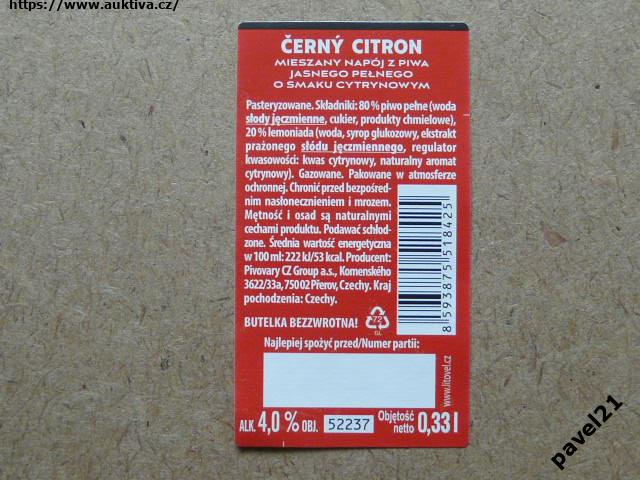 https://www.auktiva.cz/
ČERNÝ CITRON
MIESZANY NAPÓJ Z PIWA
JASNEGO PEŁNEGO
O SMAKU CYTRYNOWYM
Pasteryzowane. Składniki: 80 % piwo pełne (woda
słody jęczmienne, cukier, produkty chmielowe),
20 % lemoniada (woda, syrop glukozowy, ekstrakt
prażonego słódu jęczmiennego, regulator
kwasowości: kwas cytrynowy, naturalny aromat
cytrynowy). Gazowane. Pakowane w atmosferze
ochronnej. Chronić przed bezpośred-
nim nasłonecznieniem i mrozem.
Mętność i osad są naturalnymi
cechami produktu. Podawać schłod-
zone. Średnia wartość energetyczna
w 100 ml: 222 kJ/53 kcal. Producent:
Pivovary CZ Group a.s., Komenského
3622/33a, 75002 Přerov, Czechy. Kraj
pochodzenia: Czechy.
8 593875 518425
BUTELKA BEZZWROTNA!
72
GL
Najlepiej spożyć przed/Numer partii:
www.litovel.cz
ALK. 4,0 % OBJ. 52237 Objętość netto 0,33 l
pavel21